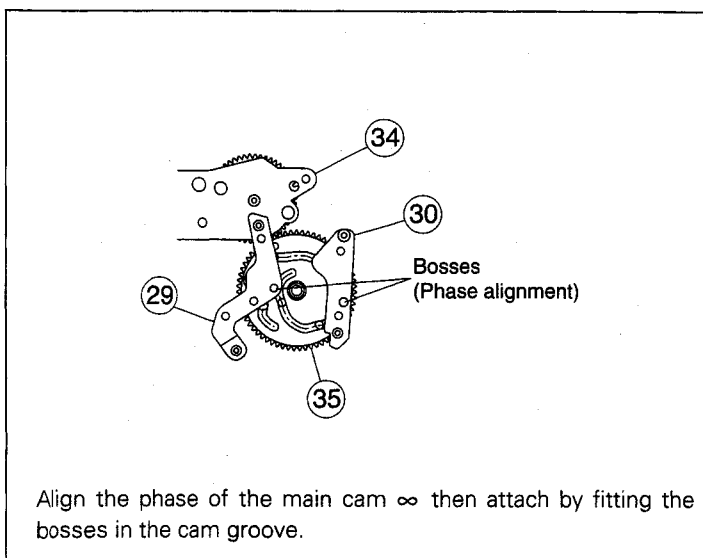 34
30
Bosses
(Phase alignment)
29
35
Align the phase of the main cam ∞ then attach by fitting the
bosses in the cam groove.